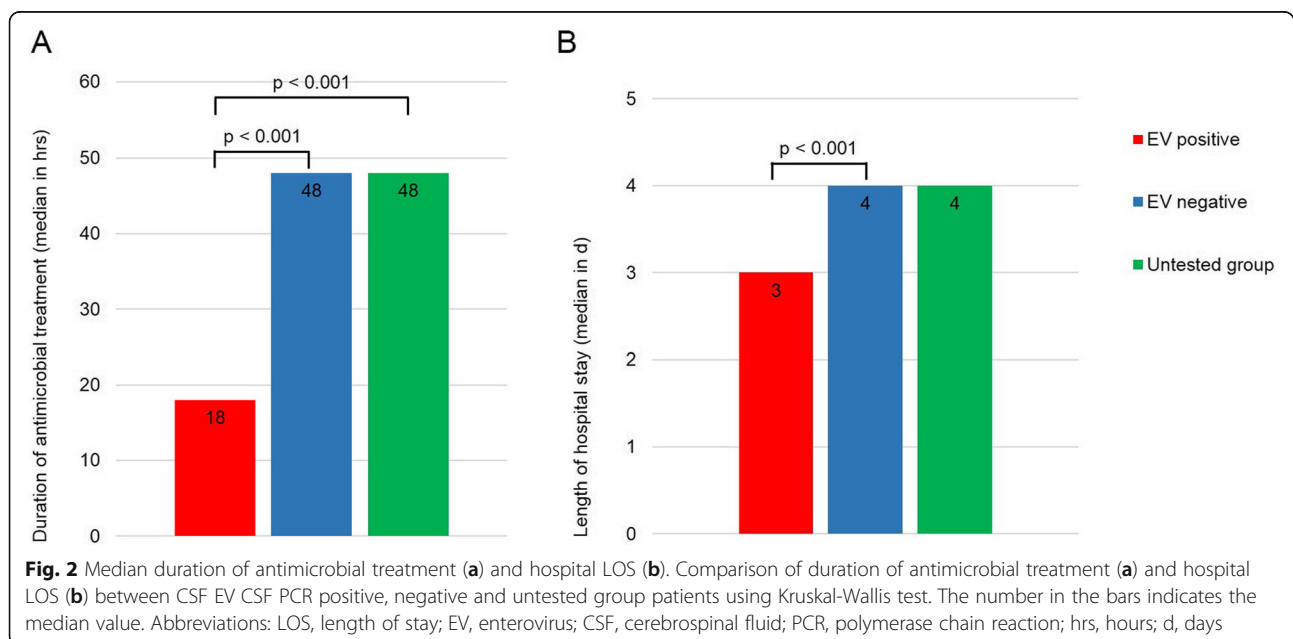 A
Duration of antimicrobial treatment (median in hrs)
60
50
40
30
20
10
0
p < 0.001
p < 0.001
18
48
48
B
Length of hospital stay (median in d)
5
4
3
2
1
0
p < 0.001
3
4
4
EV positive
EV negative
Untested group
Fig. 2 Median duration of antimicrobial treatment (a) and hospital LOS (b). Comparison of duration of antimicrobial treatment (a) and hospital
LOS (b) between CSF EV CSF PCR positive, negative and untested group patients using Kruskal-Wallis test. The number in the bars indicates the
median value. Abbreviations: LOS, length of stay; EV, enterovirus; CSF, cerebrospinal fluid; PCR, polymerase chain reaction; hrs, hours; d, days